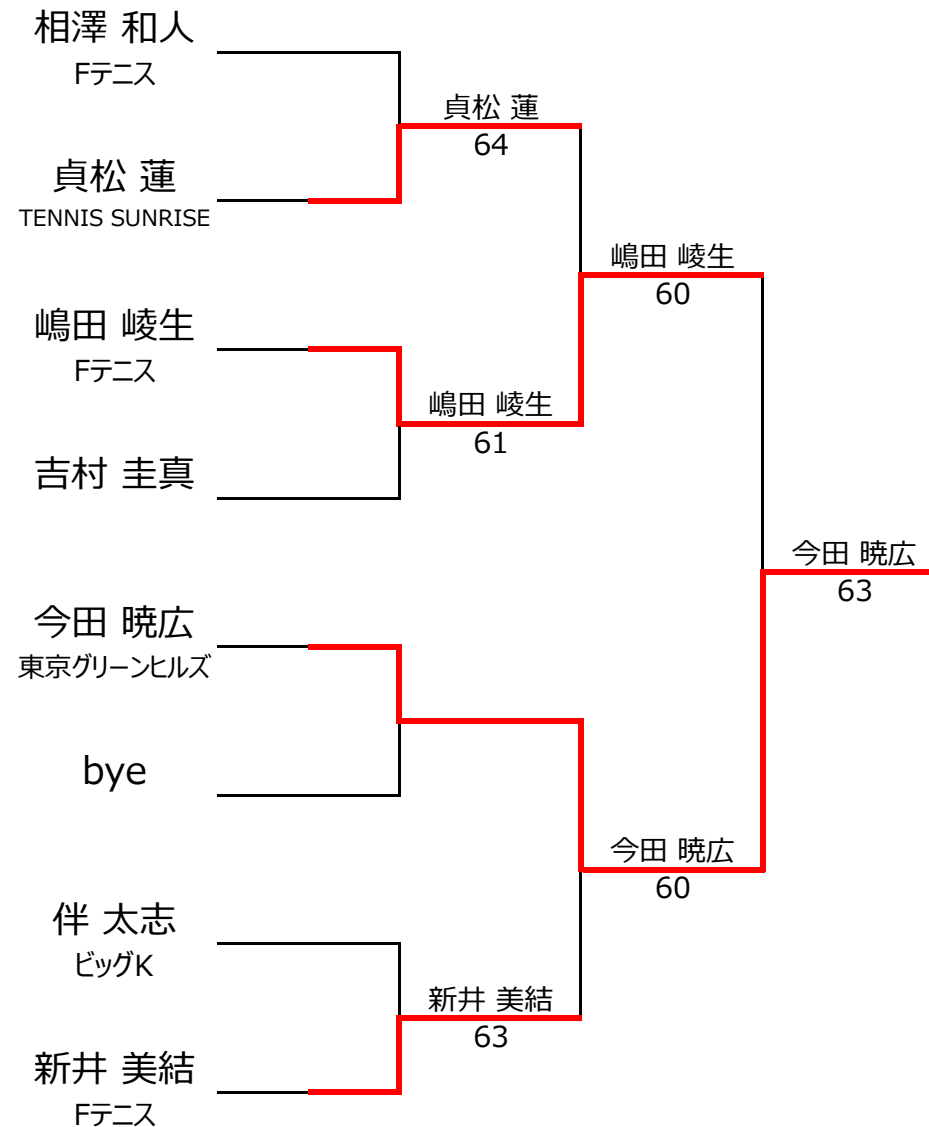 相澤 和人
Fテニス
貞松 蓮
64
貞松 蓮
TENNIS SUNRISE
嶋田 崚生
60
嶋田 崚生
Fテニス
嶋田 崚生
61
吉村 圭真
今田 暁広
63
今田 暁広
東京グリーンヒルズ
bye
今田 暁広
60
伴 太志
ビッグK
新井 美結
63
新井 美結
Fテニス